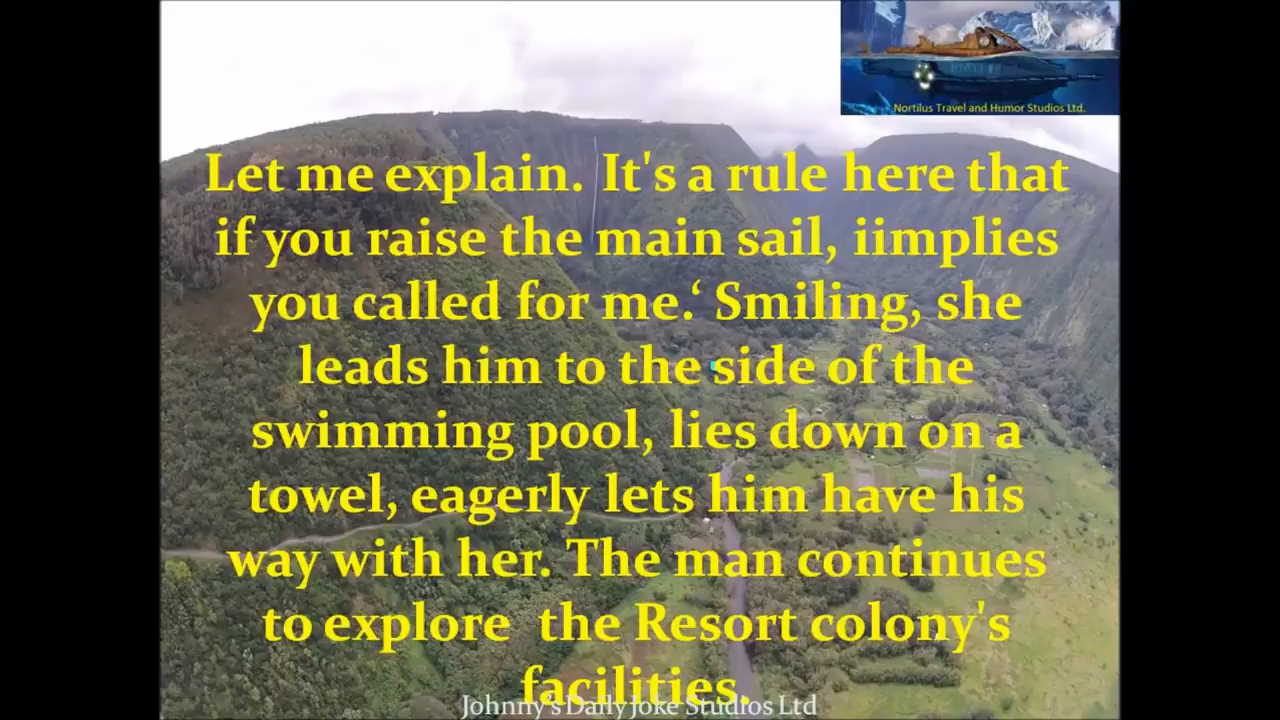 Nortilus Travel and Humor Studios Ltd.
Let me explain.  It's a rule here that
if you raise the main sail, iimplies
you called for me.‘ Smiling, she
leads him to the side of the
swimming pool, lies down on a
towel, eagerly lets him have his
way with her. The man continues
to explore  the Resort colony's
facilities.
Johnny's Daily Joke Studios Ltd